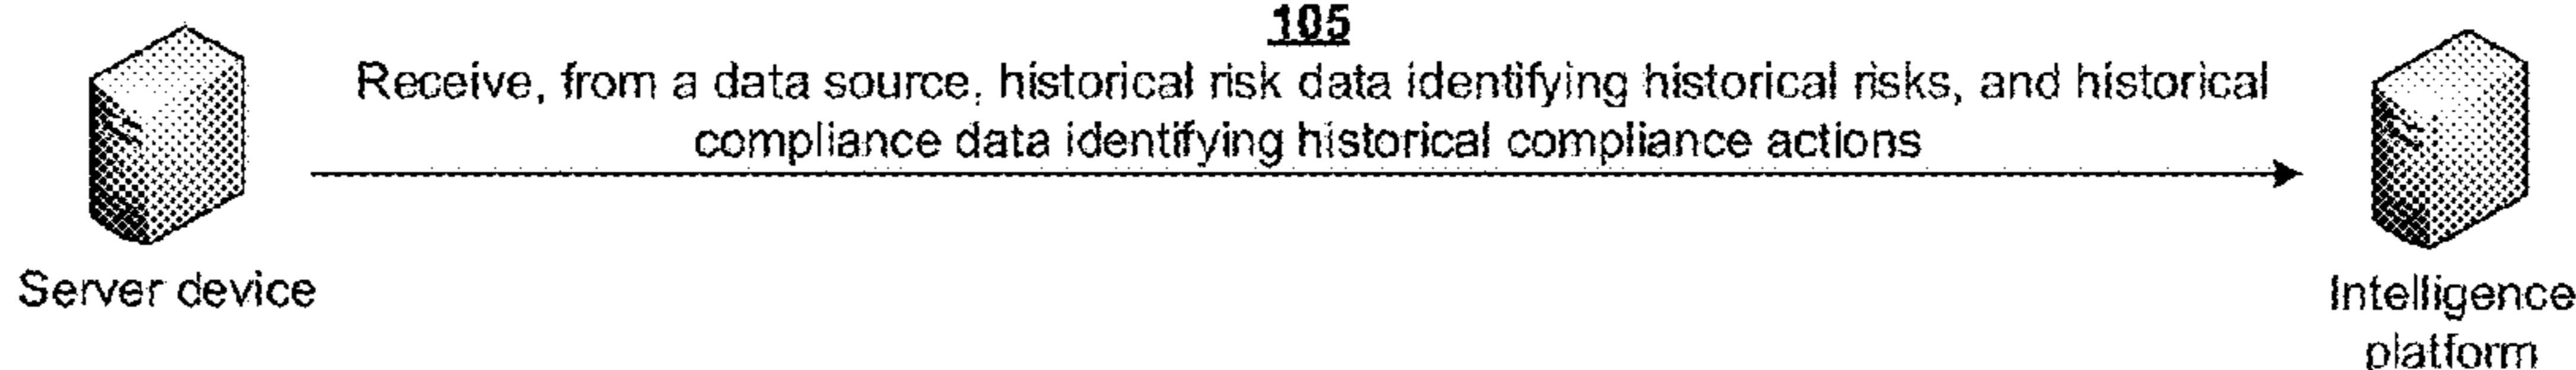 105
Receive, from a data source, historical risk data identifying historical risks, and historical
compliance data identifying historical compliance actions
Server device
Intelligence
platform